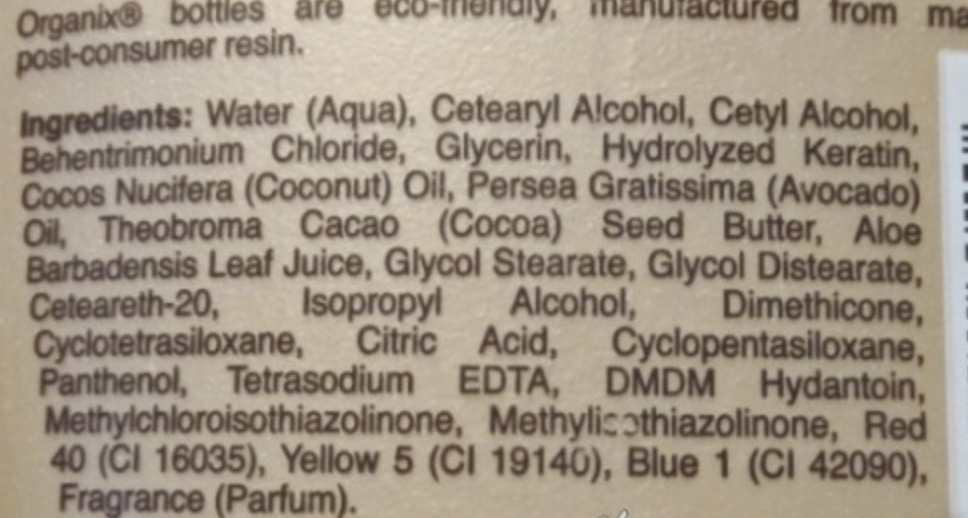 Organix® bottles are eco-friendly, manufactured from
post-consumer resin.
Ingredients: Water (Aqua), Cetearyl Alcohol, Cetyl Alcohol,
Behentrimonium Chloride, Glycerin, Hydrolyzed Keratin,
Cocos Nucifera (Coconut) Oil, Persea Gratissima (Avocado)
Oil, Theobroma Cacao (Cocoa) Seed Butter, Aloe
Barbadensis Leaf Juice, Glycol Stearate, Glycol Distearate,
Ceteareth-20, Isopropyl Alcohol, Dimethicone,
Cyclotetrasiloxane, Citric Acid, Cyclopentasiloxane,
Panthenol, Tetrasodium EDTA, DMDM Hydantoin,
Methylchloroisothiazolinone, Methylisothiazolinone, Red
40 (CI 16035), Yellow 5 (CI 19140), Blue 1 (CI 42090),
Fragrance (Parfum).